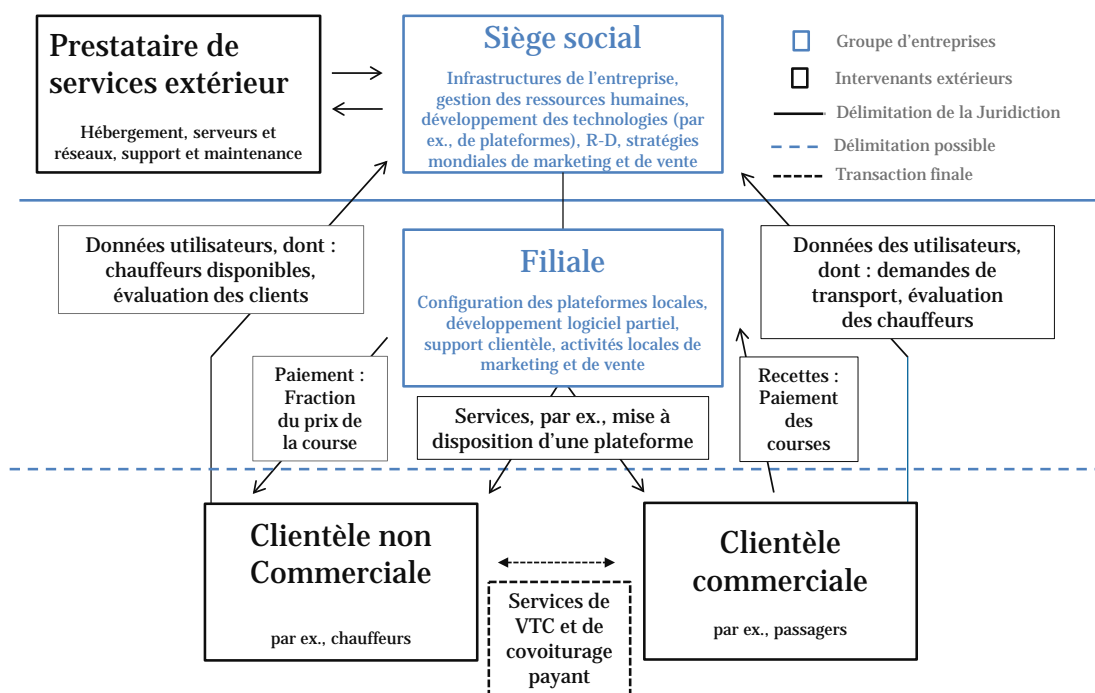 Prestataire de
services extérieur
Hébergement, serveurs et
réseaux, support et maintenance
Siège social
Infrastructures de l'entreprise,
gestion des ressources humaines,
développement des technologies (par
ex., de plateformes), R-D, stratégies
mondiales de marketing et de vente
Groupe d'entreprises
Intervenants extérieurs
Délimitation de la Juridiction
Délimitation possible
Transaction finale
Données utilisateurs, dont :
chauffeurs disponibles,
évaluation des clients
Filiale
Configuration des plateformes locales,
développement logiciel partiel,
support clientèle, activités locales de
marketing et de vente
Données des utilisateurs,
dont : demandes de
transport, évaluation
des chauffeurs
Paiement :
Fraction
du prix de
la course
Services, par ex., mise à
disposition d'une plateforme
Recettes :
Paiement
des
courses
Clientèle non
Commerciale
par ex., chauffeurs
Services de
VTC et de
covoiturage
payant
Clientèle
commerciale
par ex., passagers